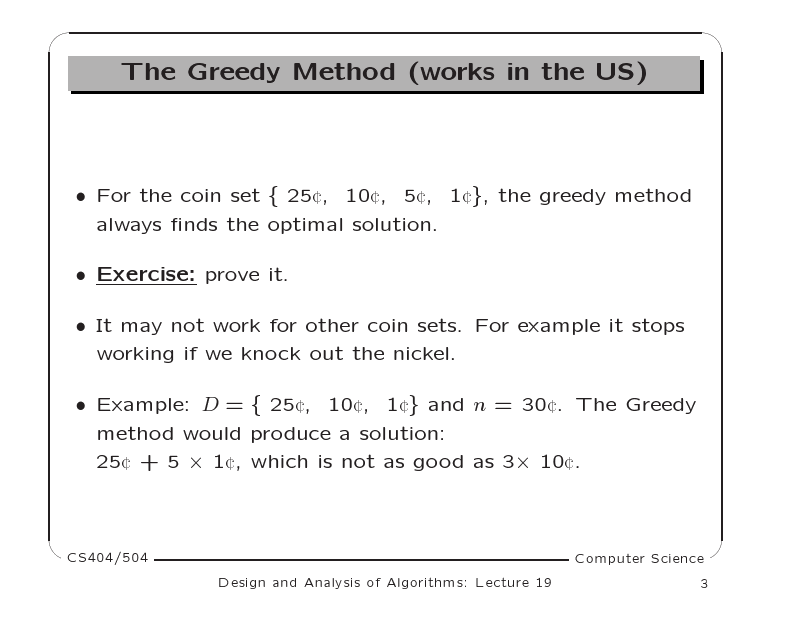 The Greedy Method (works in the US)
• For the coin set { 25¢, 10¢, 5¢, 1¢}, the greedy method
always finds the optimal solution.
• Exercise: prove it.
• It may not work for other coin sets. For example it stops
working if we knock out the nickel.
• Example: D = { 25¢, 10¢, 1¢} and n = 30¢. The Greedy
method would produce a solution:
25¢ + 5 × 1¢, which is not as good as 3× 10¢.
CS404/504 Computer Science
Design and Analysis of Algorithms: Lecture 19 3